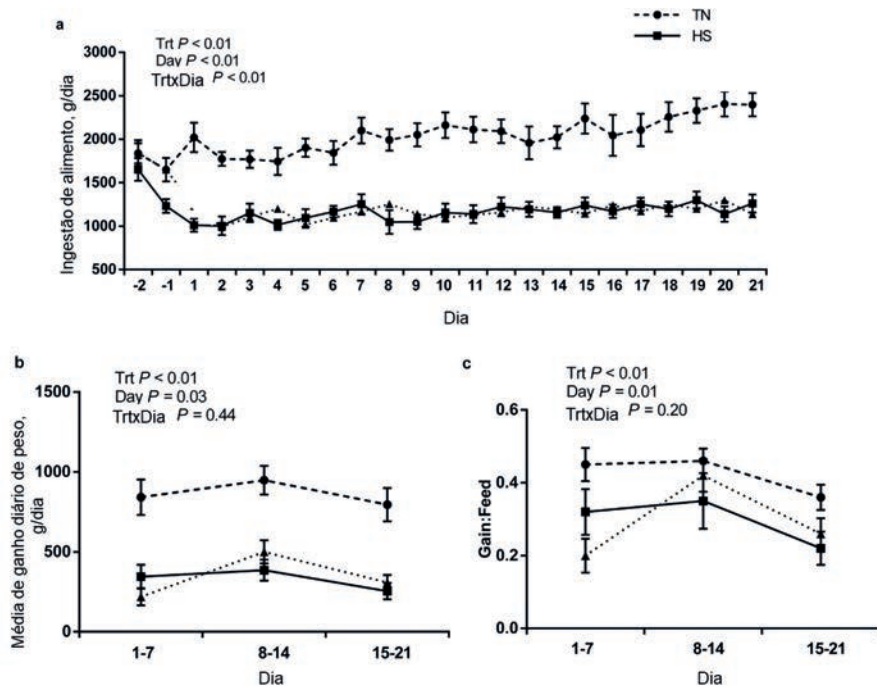 a
TN
HS
Trt P < 0.01
Day P < 0.01
TrtxDia P < 0.01
Ingestão de alimento, g/dia
3000
2500
2000
1500
1000
500
-2 -1 1 2 3 4 5 6 7 8 9 10 11 12 13 14 15 16 17 18 19 20 21
Dia
b
Trt P < 0.01
Day P = 0.03
TrtxDia P = 0.44
Média de ganho diário de peso,
g/dia
1500
1000
500
0
1-7 8-14 15-21
Dia
c
Trt P < 0.01
Day P = 0.01
TrtxDia P = 0.20
Gain:Feed
0.6
0.4
0.2
0.0
1-7 8-14 15-21
Dia